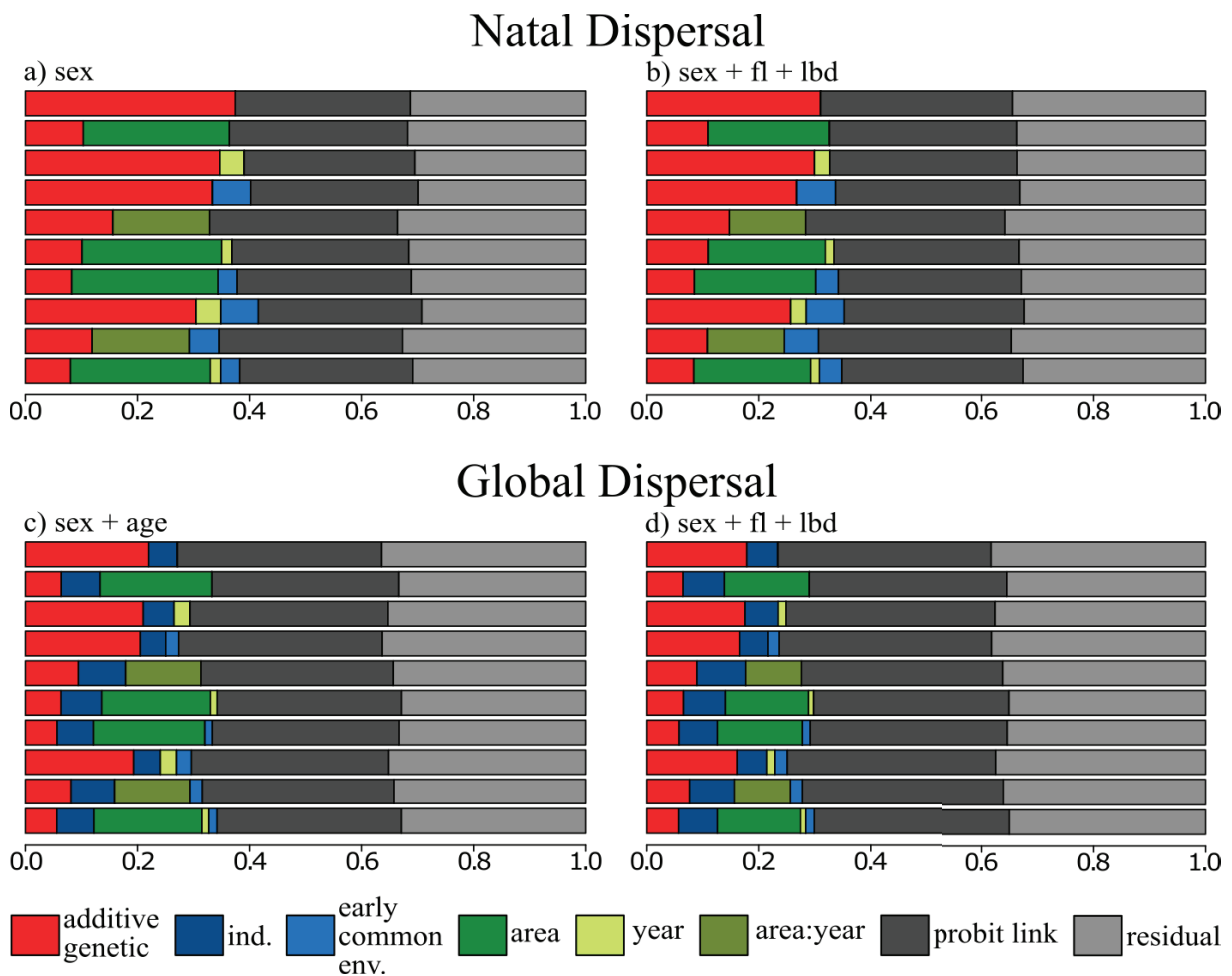 Natal Dispersal
a) sex
b) sex + fl + lbd
0.0 0.2 0.4 0.6 0.8 1.0
0.0 0.2 0.4 0.6 0.8 1.0
Global Dispersal
c) sex + age
d) sex + fl + lbd
0.0 0.2 0.4 0.6 0.8 1.0
0.0 0.2 0.4 0.6 0.8 1.0
additive
genetic
ind.
early
common
env.
area
year
area:year
probit link
residual